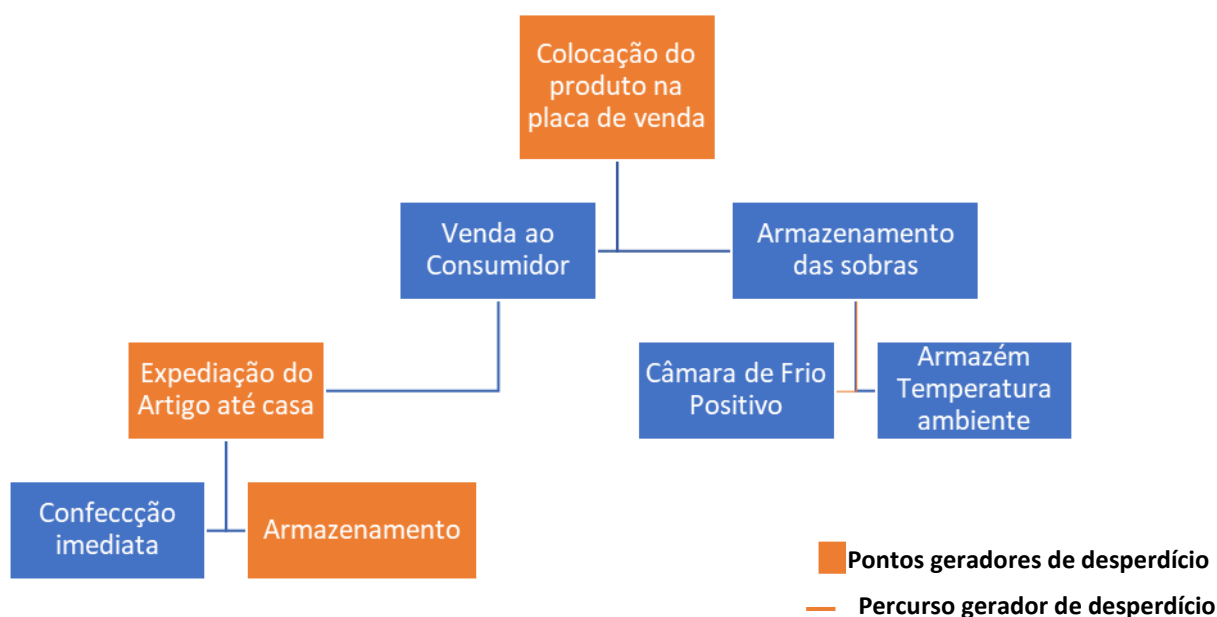 Colocação do
produto na
placa de venda
Venda ao
Consumidor
Armazenamento
das sobras
Expediação do
Artigo até casa
Câmara de Frio
Positivo
Armazém
Temperatura
ambiente
Confeccção
imediata
Armazenamento
Pontos geradores de desperdício
Percurso gerador de desperdício